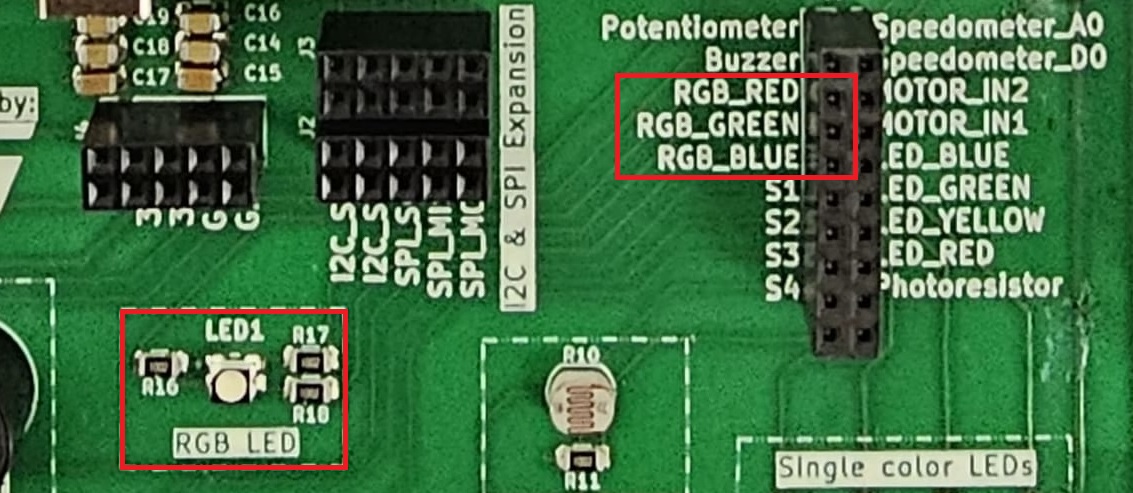 C19
C16
C18
C14
C17
C15
by:
J3
J2
I2C & SPI Expansion
3
3
G
G
I2C_S
I2C_S
SPI_S
SPI_MI
SPI_MO
Potentiometer
Speedometer_A0
Buzzer
Speedometer_D0
RGB_RED
MOTOR_IN2
RGB_GREEN
MOTOR_IN1
RGB_BLUE
LED_BLUE
S1
LED_GREEN
S2
LED_YELLOW
S3
LED_RED
S4
Photoresistor
LED1
R17
R16
R18
RGB LED
R10
R11
Single color LEDs